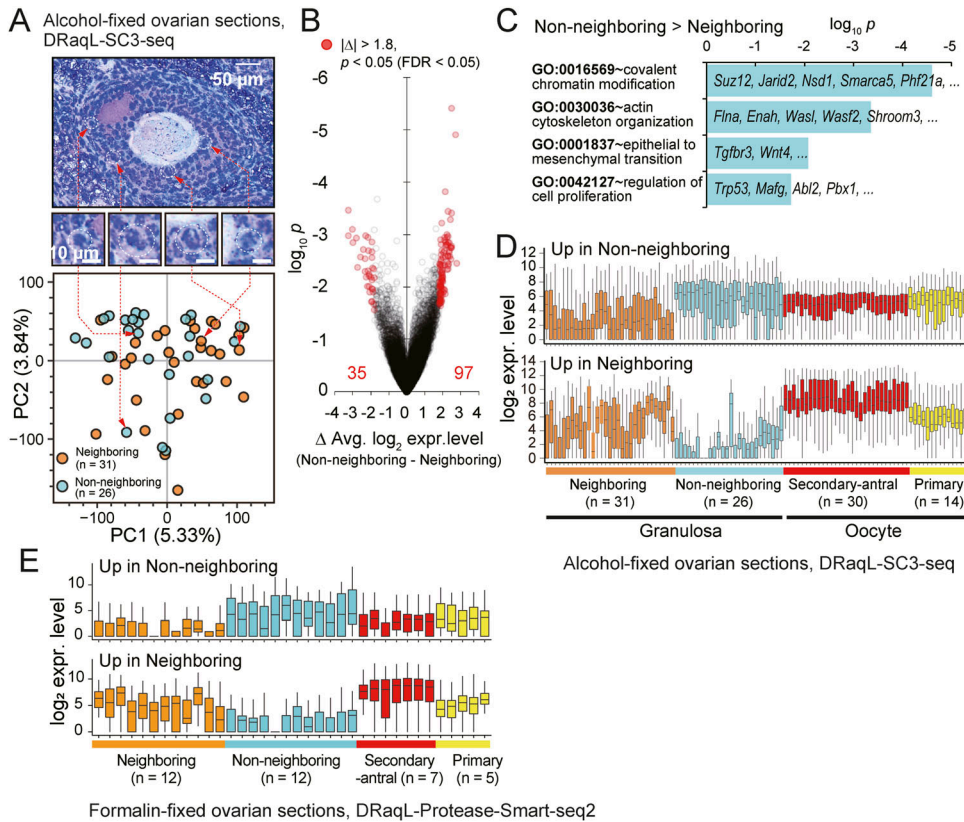 A
Alcohol-fixed ovarian sections,
DRaqL-SC3-seq
50 μm
10 μm
100
0
−100
PC2 (3.84%)
Neighboring
(n = 31)
Non-neighboring
(n = 26)
−100
0
100
PC1 (5.33%)
B
|Δ| > 1.8,
p < 0.05 (FDR < 0.05)
-6
-5
-4
-3
-2
-1
0
log10 p
35
97
-4 -3 -2 -1 0 1 2 3 4
Δ Avg. log2 expr.level
(Non-neighboring - Neighboring)
C
Non-neighboring > Neighboring
log10 p
0 -1 -2 -3 -4 -5
GO:0016569~covalent
chromatin modification
Suz12, Jarid2, Nsd1, Smarca5, Phf21a, ...
GO:0030036~actin
cytoskeleton organization
Flna, Enah, Wasl, Wasf2, Shroom3, ...
GO:0001837~epithelial to
mesenchymal transition
Tgfbr3, Wnt4, ...
GO:0042127~regulation of
cell proliferation
Trp53, Mafg, Abl2, Pbx1, ...
D
Up in Non-neighboring
12
8
4
0
Up in Neighboring
12
8
4
0
log2 expr. level
Neighboring
(n = 31)
Non-neighboring
(n = 26)
Secondary-antral
(n = 30)
Primary
(n = 14)
Granulosa
Oocyte
Alcohol-fixed ovarian sections, DRaqL-SC3-seq
E
Up in Non-neighboring
10
5
0
Up in Neighboring
10
5
0
log₂ expr. level
Neighboring
(n = 12)
Non-neighboring
(n = 12)
Secondary
-antral (n = 7)
Primary
(n = 5)
Formalin-fixed ovarian sections, DRaqL-Protease-Smart-seq2